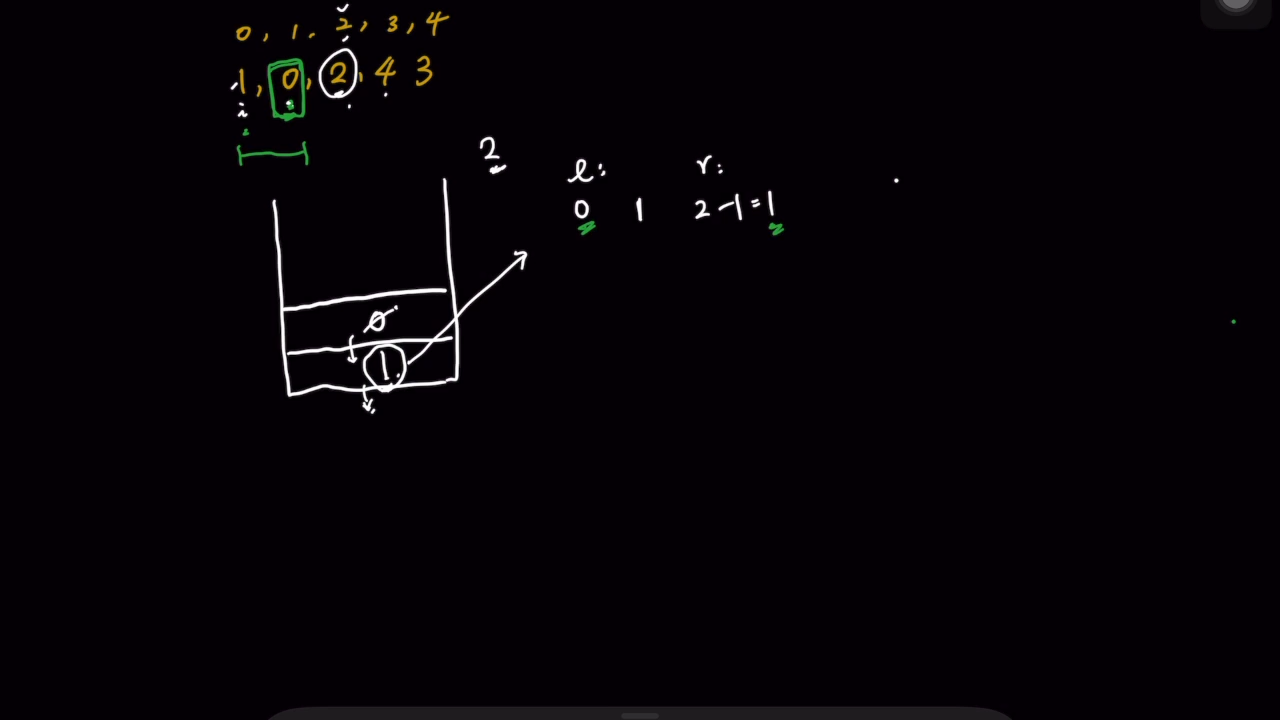 0, 1. 2, 3, 4
1, 0, 2, 4 3
i
2
l: r:
0 1 2-1=1
0
1